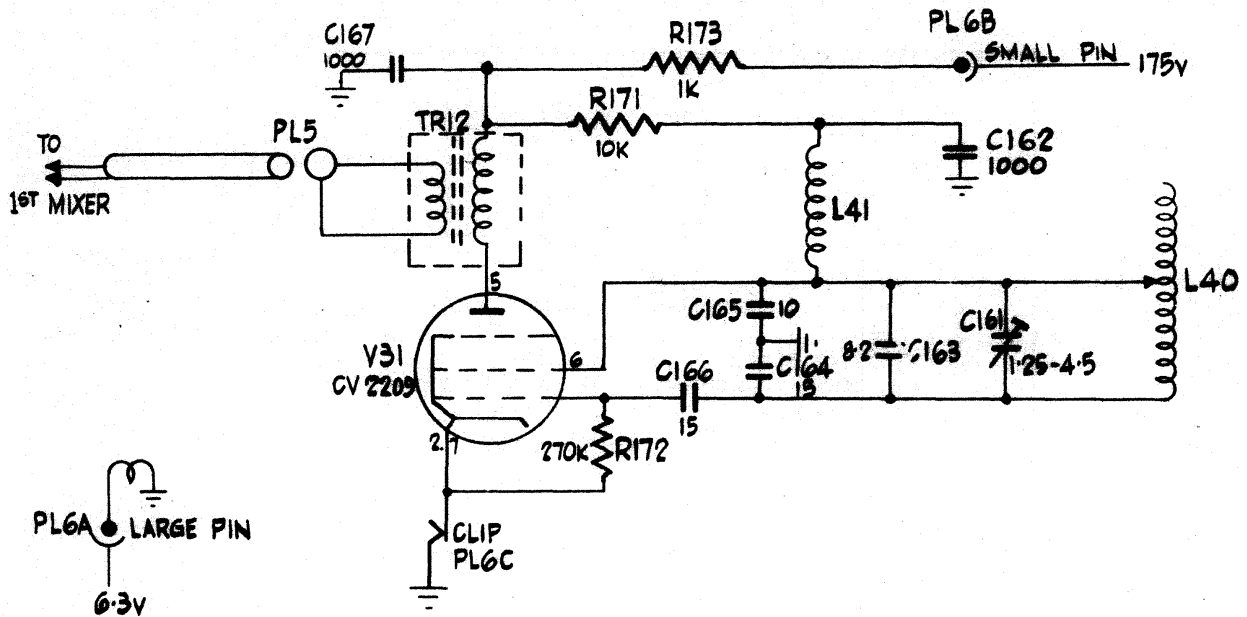 C167
1000
R173
1K
PL6B
SMALL PIN
175V
R171
10K
TO
1ST MIXER
PL5
TR12
C162
1000
L41
L40
5
V31
CV 2209
6
C165
10
C164
15
8·2
C163
C161
1·25-4·5
C166
15
2.7
270K
R172
PL6A
LARGE PIN
6·3V
CLIP
PL6C